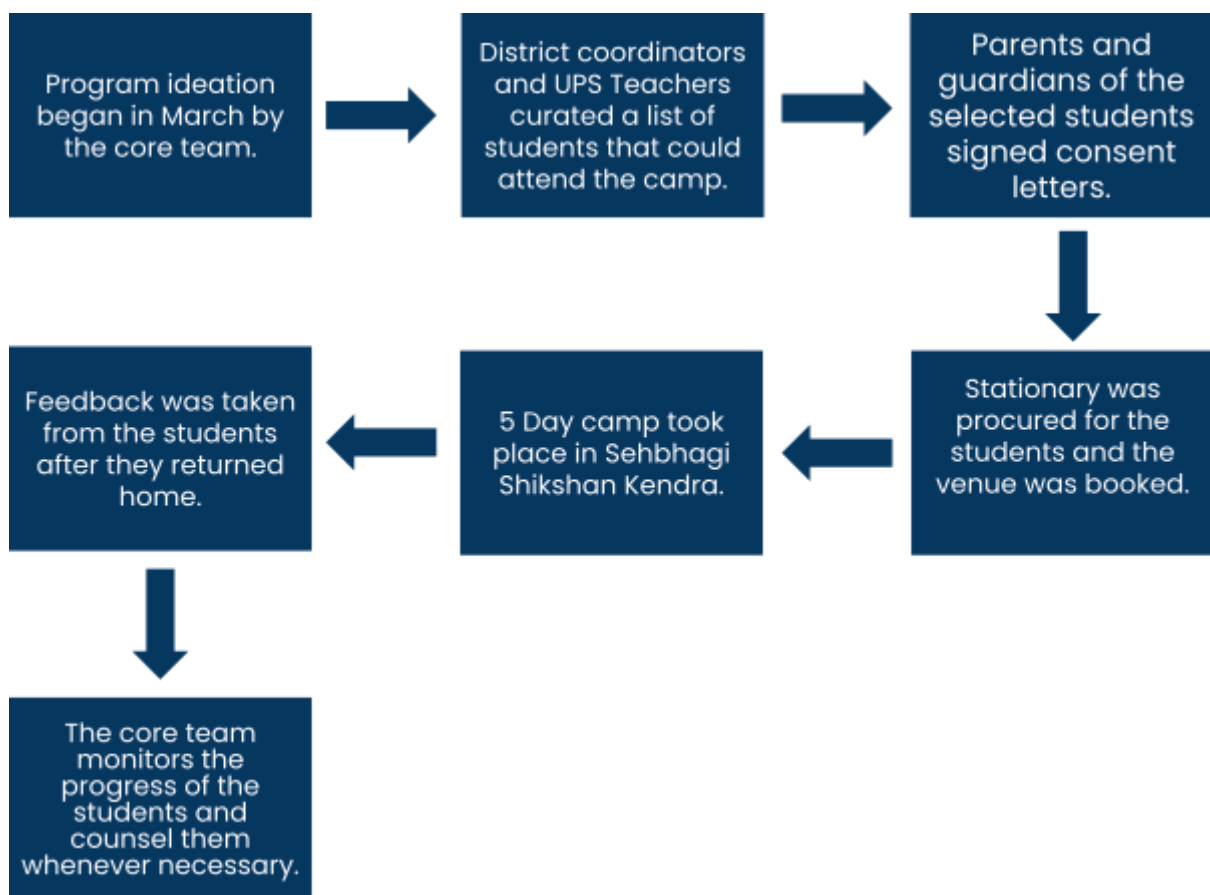 Program ideation
began in March by
the core team.
District coordinators
and UPS Teachers
curated a list of
students that could
attend the camp.
Parents and
guardians of the
selected students
signed consent
letters.
Stationary was
procured for the
students and the
venue was booked.
5 Day camp took
place in Sehbhagi
Shikshan Kendra.
Feedback was taken
from the students
after they returned
home.
The core team
monitors the
progress of the
students and
counsel them
whenever necessary.